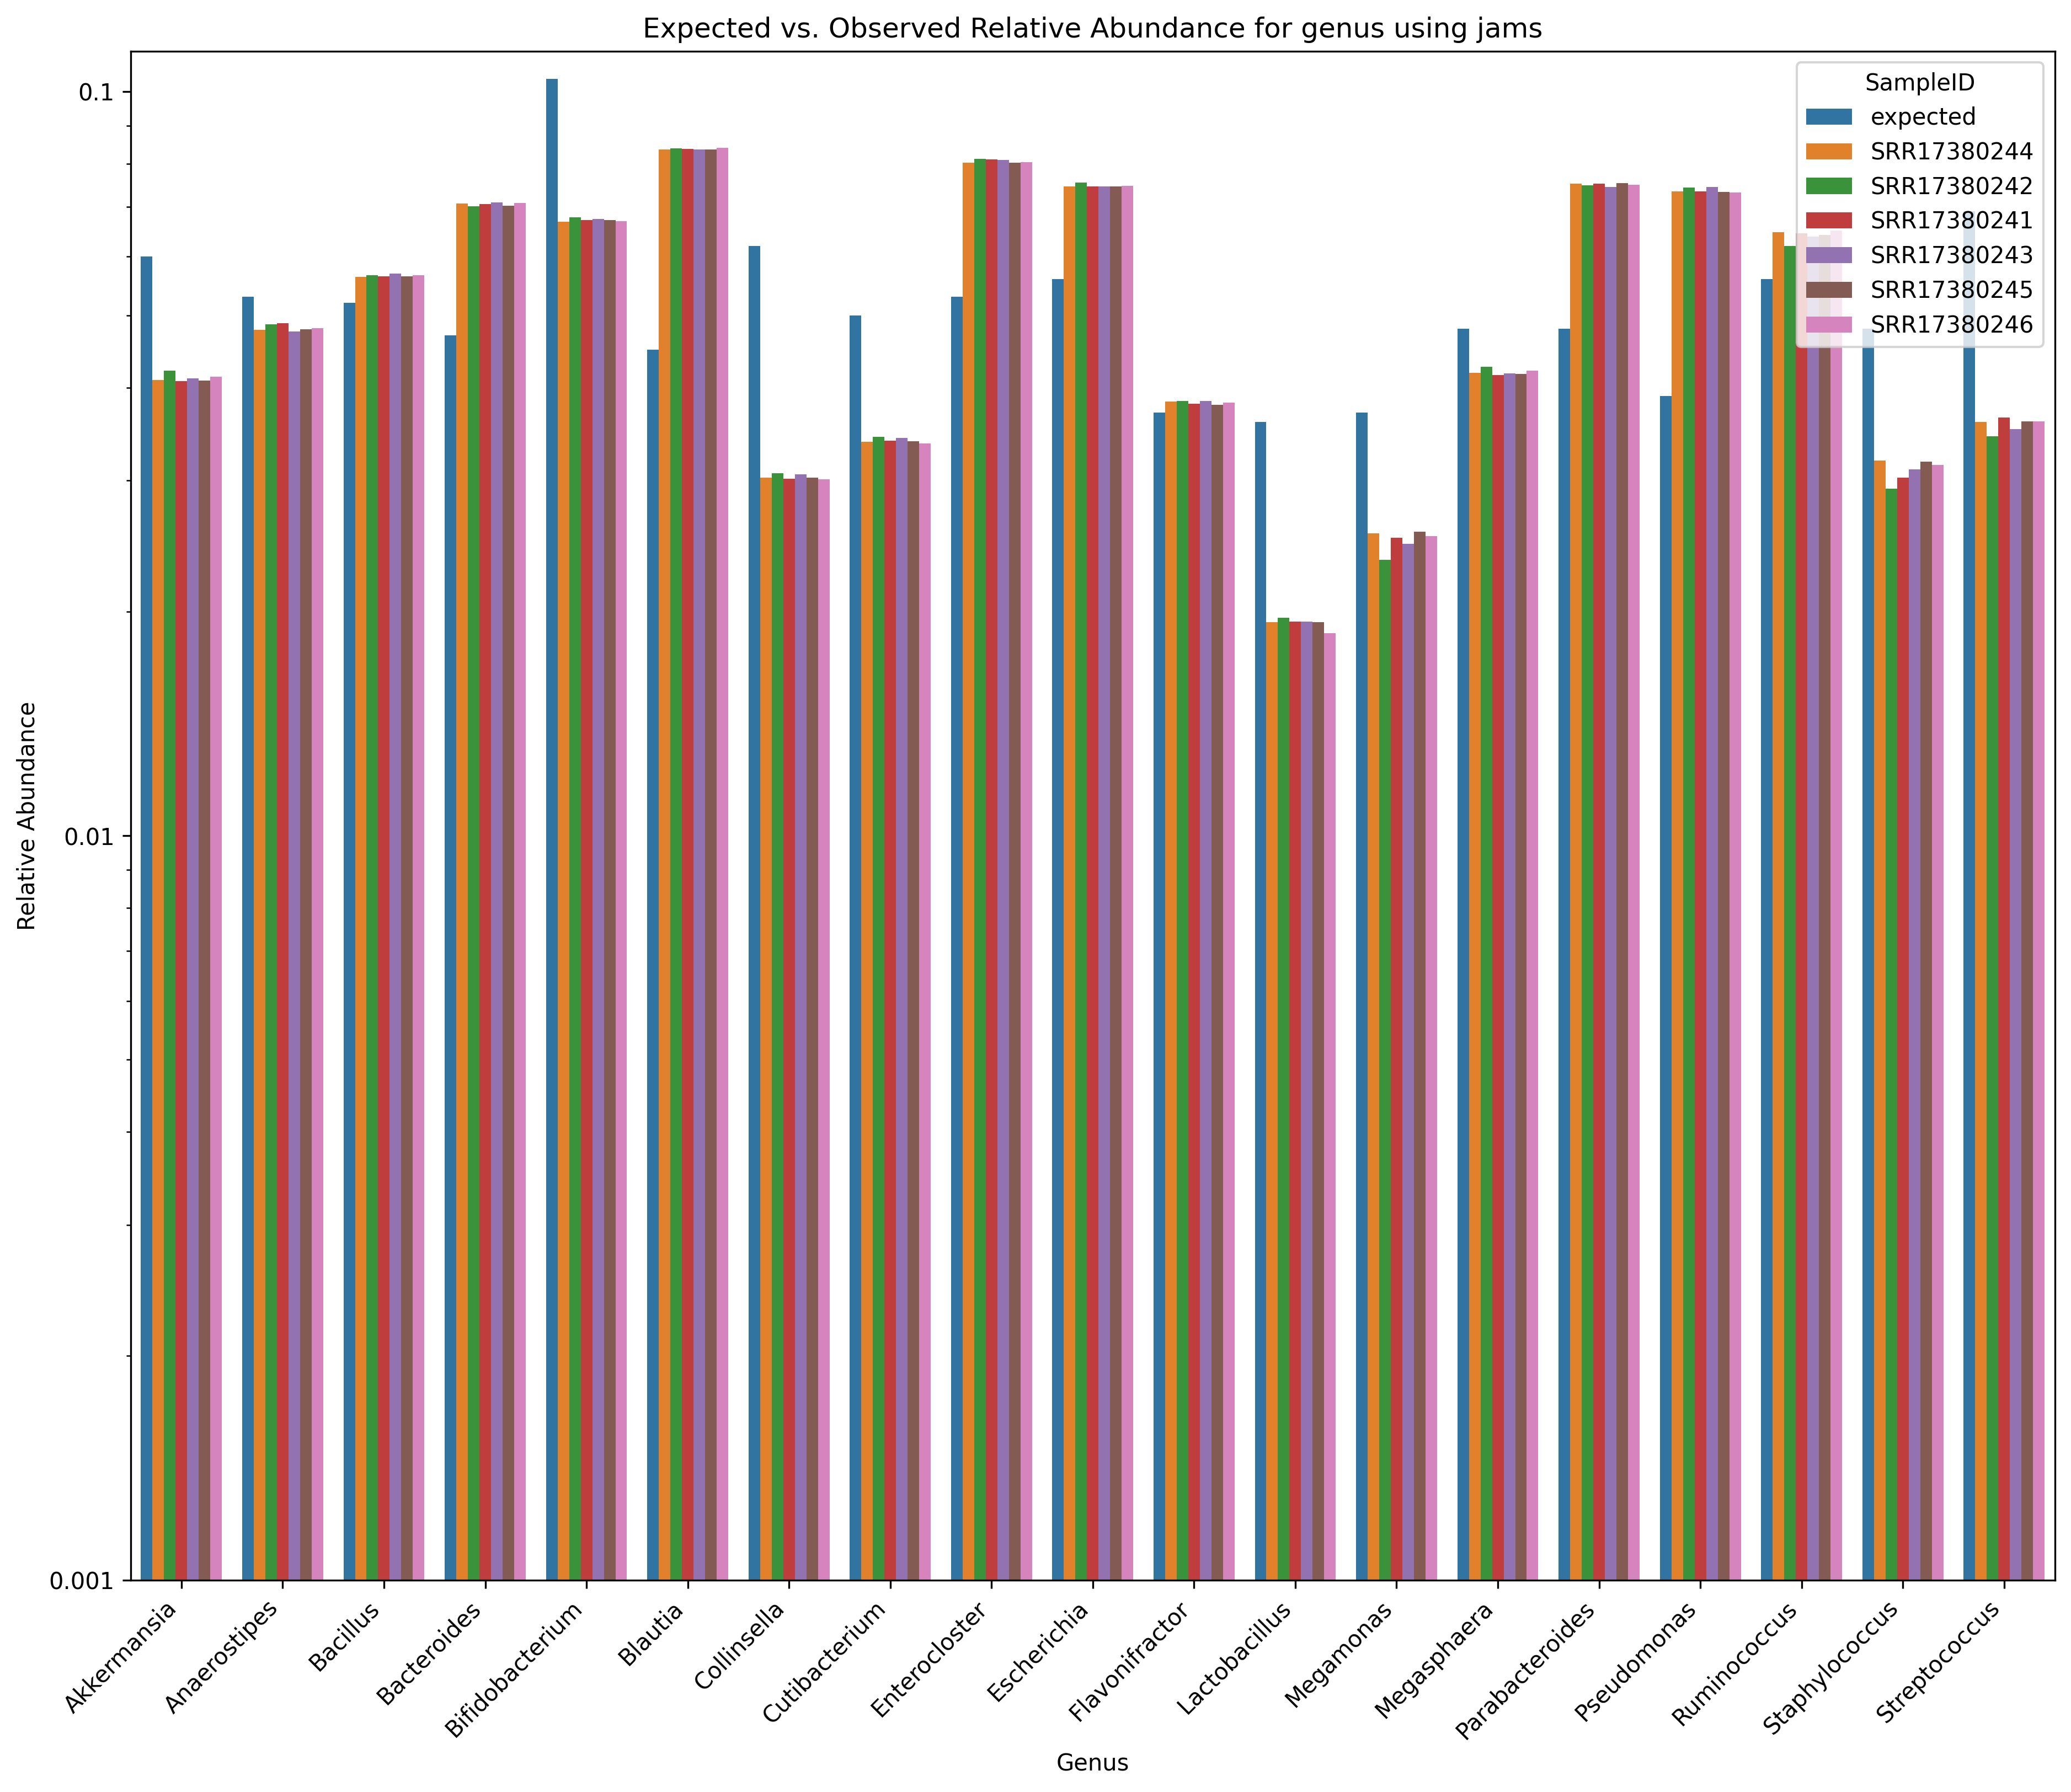 Expected vs. Observed Relative Abundance for genus using jams
SampleID
expected
SRR17380244
SRR17380242
SRR17380241
SRR17380243
SRR17380245
SRR17380246
0.1
0.01
0.001
Relative Abundance
Akkermansia
Anaerostipes
Bacillus
Bacteroides
Bifidobacterium
Blautia
Collinsella
Cutibacterium
Enterocloster
Escherichia
Flavonifractor
Lactobacillus
Megamonas
Megasphaera
Parabacteroides
Pseudomonas
Ruminococcus
Staphylococcus
Streptococcus
Genus